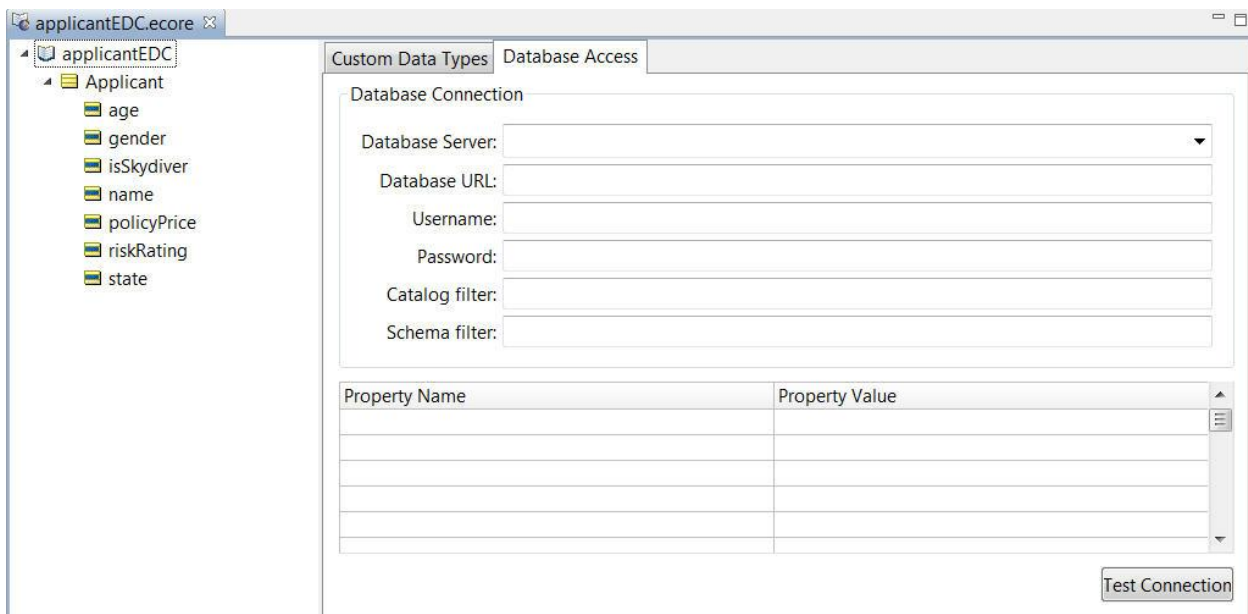 applicantEDC.ecore
applicantEDC
Applicant
age
gender
isSkydiver
name
policyPrice
riskRating
state
Custom Data Types Database Access
Database Connection
Database Server:
Database URL:
Username:
Password:
Catalog filter:
Schema filter:
Property Name Property Value
Test Connection